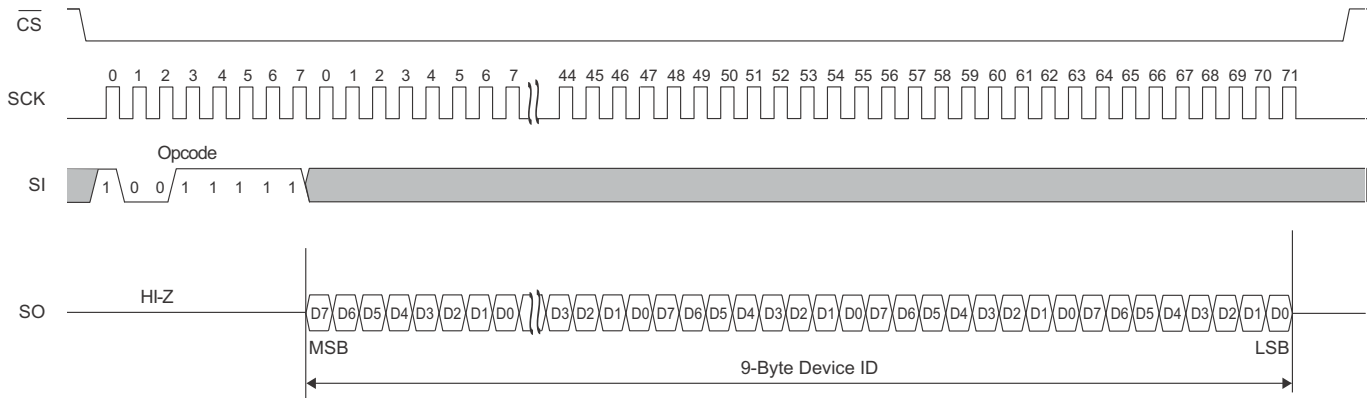 CS
0 1 2 3 4 5 6 7 0 1 2 3 4 5 6 7 44 45 46 47 48 49 50 51 52 53 54 55 56 57 58 59 60 61 62 63 64 65 66 67 68 69 70 71
SCK
Opcode
SI 1 0 0 1 1 1 1 1
HI-Z
SO D7 D6 D5 D4 D3 D2 D1 D0 D3 D2 D1 D0 D7 D6 D5 D4 D3 D2 D1 D0 D7 D6 D5 D4 D3 D2 D1 D0 D7 D6 D5 D4 D3 D2 D1 D0
MSB LSB
9-Byte Device ID